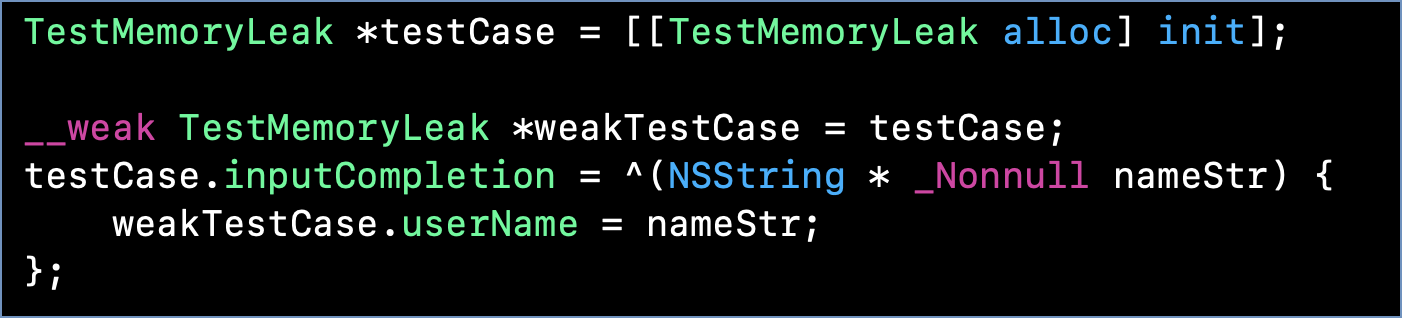 TestMemoryLeak *testCase = [[TestMemoryLeak alloc] init];
__weak TestMemoryLeak *weakTestCase = testCase;
testCase.inputCompletion = ^(NSString * _Nonnull nameStr) {
    weakTestCase.userName = nameStr;
};